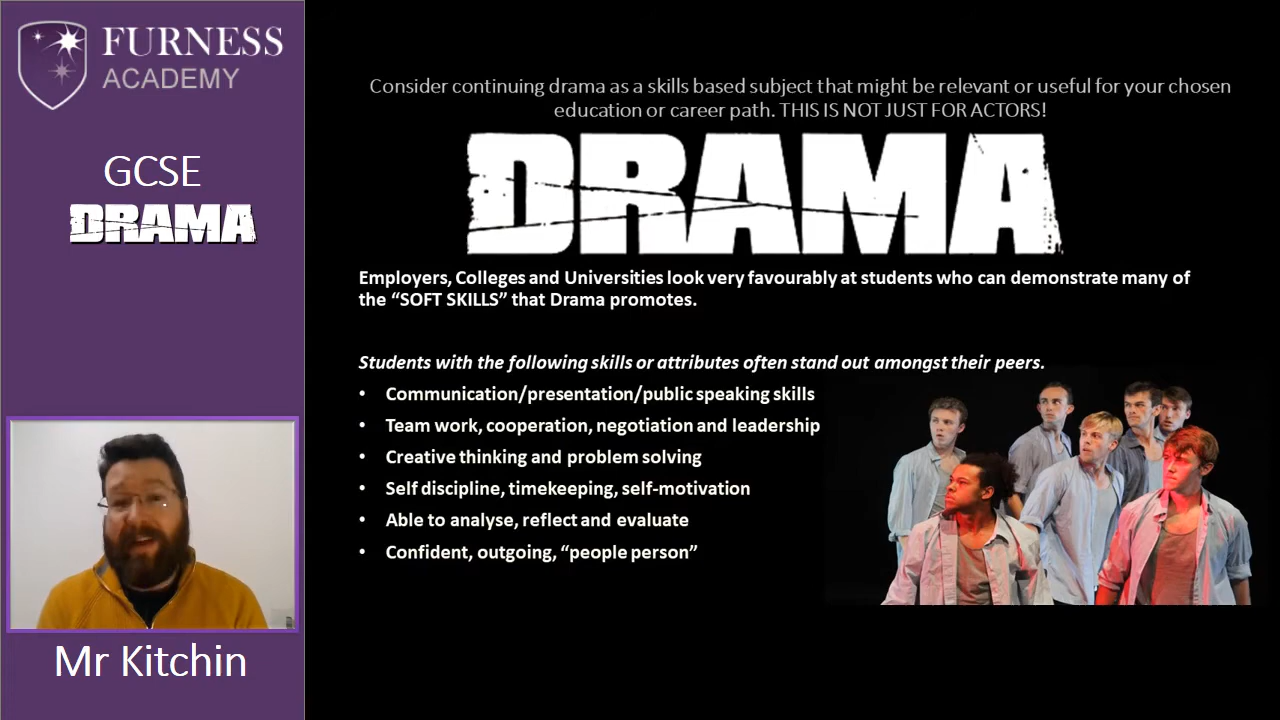 FURNESS
ACADEMY
GCSE
DRAMA
Mr Kitchin
Consider continuing drama as a skills based subject that might be relevant or useful for your chosen
education or career path. THIS IS NOT JUST FOR ACTORS!
DRAMA
Employers, Colleges and Universities look very favourably at students who can demonstrate many of
the “SOFT SKILLS” that Drama promotes.
Students with the following skills or attributes often stand out amongst their peers.
• Communication/presentation/public speaking skills
• Team work, cooperation, negotiation and leadership
• Creative thinking and problem solving
• Self discipline, timekeeping, self-motivation
• Able to analyse, reflect and evaluate
• Confident, outgoing, “people person”